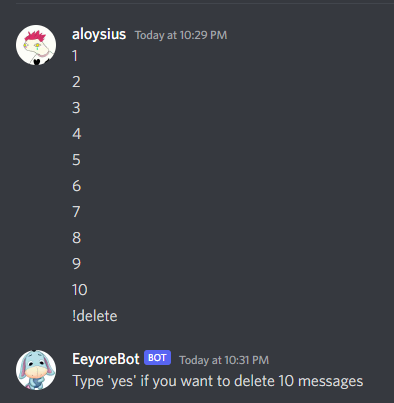 aloysius Today at 10:29 PM
1
2
3
4
5
6
7
8
9
10
!delete
EeyoreBot BOT Today at 10:31 PM
Type 'yes' if you want to delete 10 messages